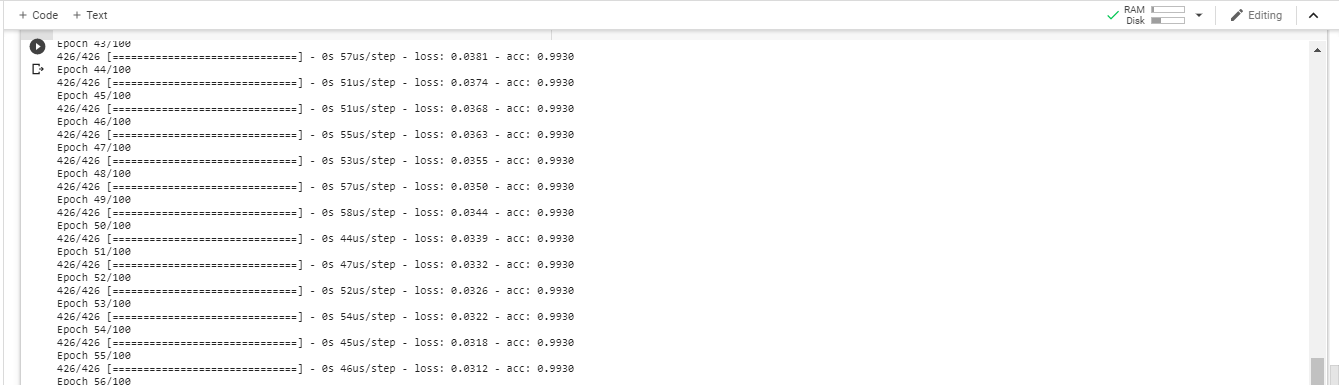 + Code + Text RAM Disk Editing
Epoch 43/100
426/426 [==============================] - 0s 57us/step - loss: 0.0381 - acc: 0.9930
Epoch 44/100
426/426 [==============================] - 0s 51us/step - loss: 0.0374 - acc: 0.9930
Epoch 45/100
426/426 [==============================] - 0s 51us/step - loss: 0.0368 - acc: 0.9930
Epoch 46/100
426/426 [==============================] - 0s 55us/step - loss: 0.0363 - acc: 0.9930
Epoch 47/100
426/426 [==============================] - 0s 53us/step - loss: 0.0355 - acc: 0.9930
Epoch 48/100
426/426 [==============================] - 0s 57us/step - loss: 0.0350 - acc: 0.9930
Epoch 49/100
426/426 [==============================] - 0s 58us/step - loss: 0.0344 - acc: 0.9930
Epoch 50/100
426/426 [==============================] - 0s 44us/step - loss: 0.0339 - acc: 0.9930
Epoch 51/100
426/426 [==============================] - 0s 47us/step - loss: 0.0332 - acc: 0.9930
Epoch 52/100
426/426 [==============================] - 0s 52us/step - loss: 0.0326 - acc: 0.9930
Epoch 53/100
426/426 [==============================] - 0s 54us/step - loss: 0.0322 - acc: 0.9930
Epoch 54/100
426/426 [==============================] - 0s 45us/step - loss: 0.0318 - acc: 0.9930
Epoch 55/100
426/426 [==============================] - 0s 46us/step - loss: 0.0312 - acc: 0.9930
Epoch 56/100